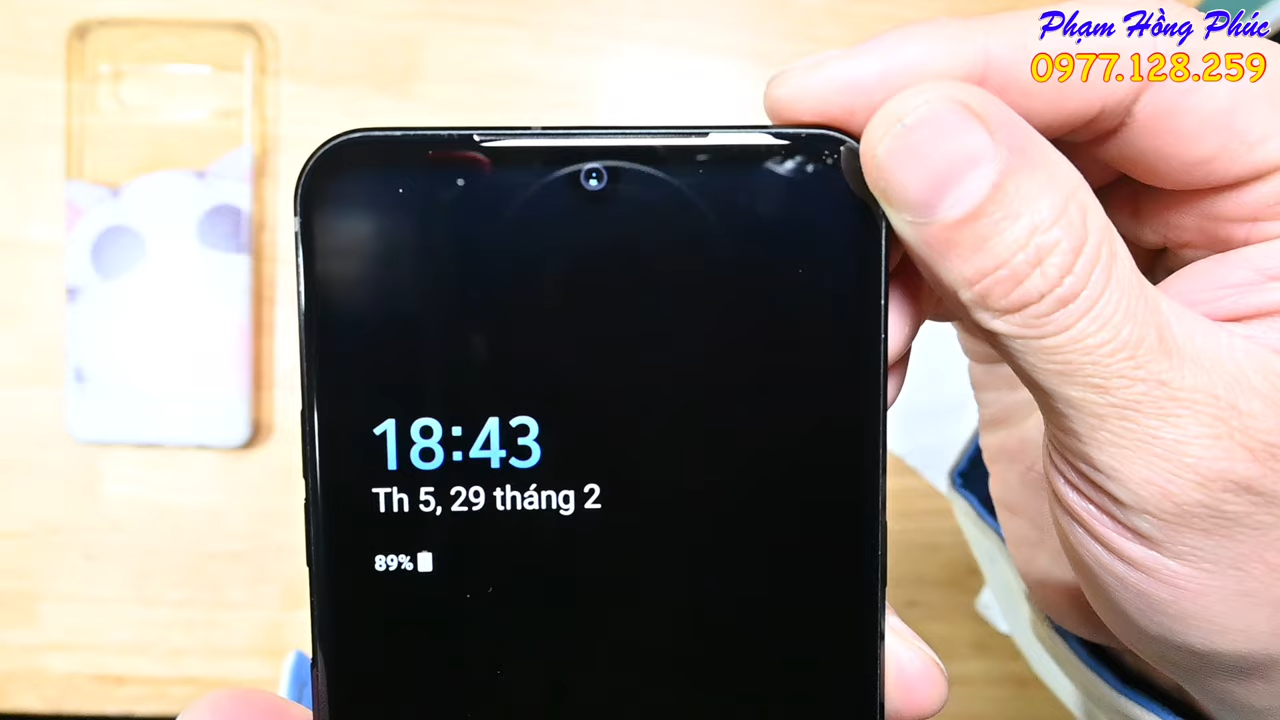 Phạm Hồng Phúc
0977.128.259
18:43
Th 5, 29 tháng 2
89%